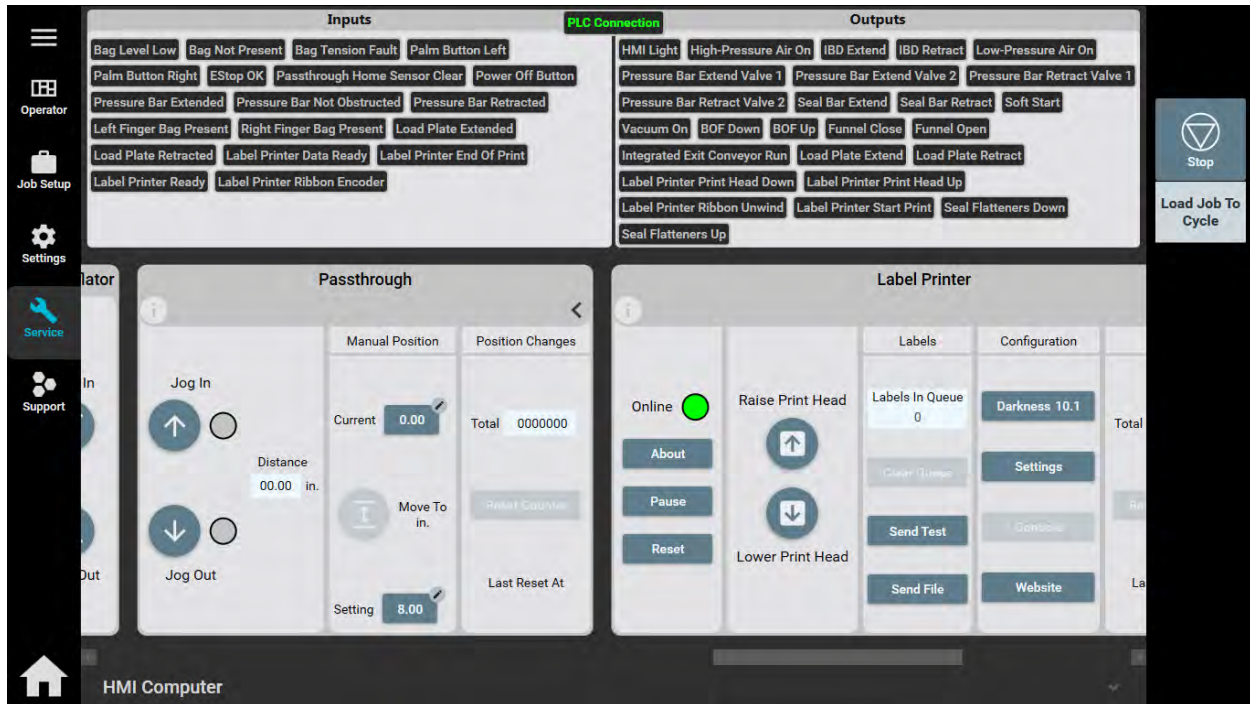 Inputs
PLC Connection
Outputs
Bag Level Low Bag Not Present Bag Tension Fault Palm Button Left
Palm Button Right EStop OK Passthrough Home Sensor Clear Power Off Button
Pressure Bar Extended Pressure Bar Not Obstructed Pressure Bar Retracted
Left Finger Bag Present Right Finger Bag Present Load Plate Extended
Load Plate Retracted Label Printer Data Ready Label Printer End Of Print
Label Printer Ready Label Printer Ribbon Encoder
HMI Light High-Pressure Air On IBD Extend IBD Retract Low-Pressure Air On
Pressure Bar Extend Valve 1 Pressure Bar Extend Valve 2 Pressure Bar Retract Valve 1
Pressure Bar Retract Valve 2 Seal Bar Extend Seal Bar Retract Soft Start
Vacuum On BOF Down BOF Up Funnel Close Funnel Open
Integrated Exit Conveyor Run Load Plate Extend Load Plate Retract
Label Printer Print Head Down Label Printer Print Head Up
Label Printer Ribbon Unwind Label Printer Start Print Seal Flatteners Down
Seal Flatteners Up
Operator
Job Setup
Settings
Service
Support
Stop
Load Job To
Cycle
lator
In
Out
Passthrough
Jog In
Jog Out
Distance
00.00 in.
Manual Position
Current 0.00
Move To
in.
Setting 8.00
Position Changes
Total 0000000
Reset Counter
Last Reset At
Label Printer
Online
About
Pause
Reset
Raise Print Head
Lower Print Head
Labels
Labels In Queue
0
Clear Queue
Send Test
Send File
Configuration
Darkness 10.1
Settings
Console
Website
Total
Re
La
HMI Computer